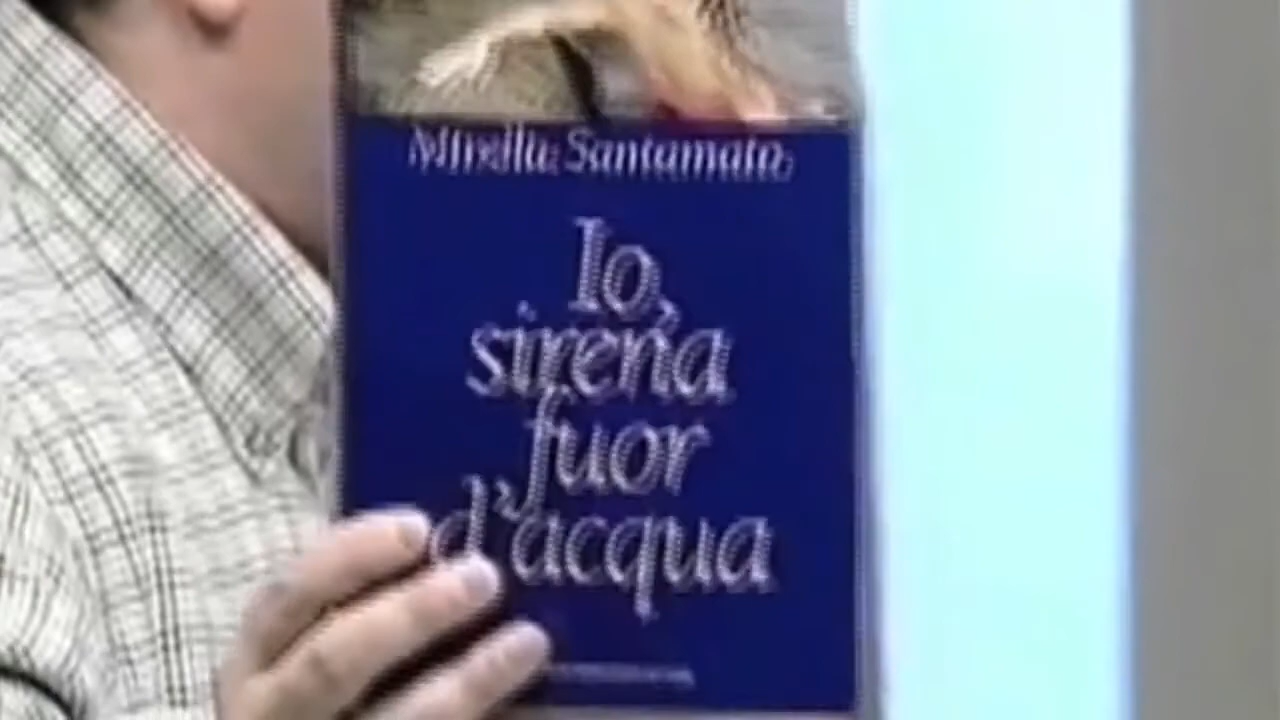 Mirella Santamato
Io,
sirena
fuor
d'acqua